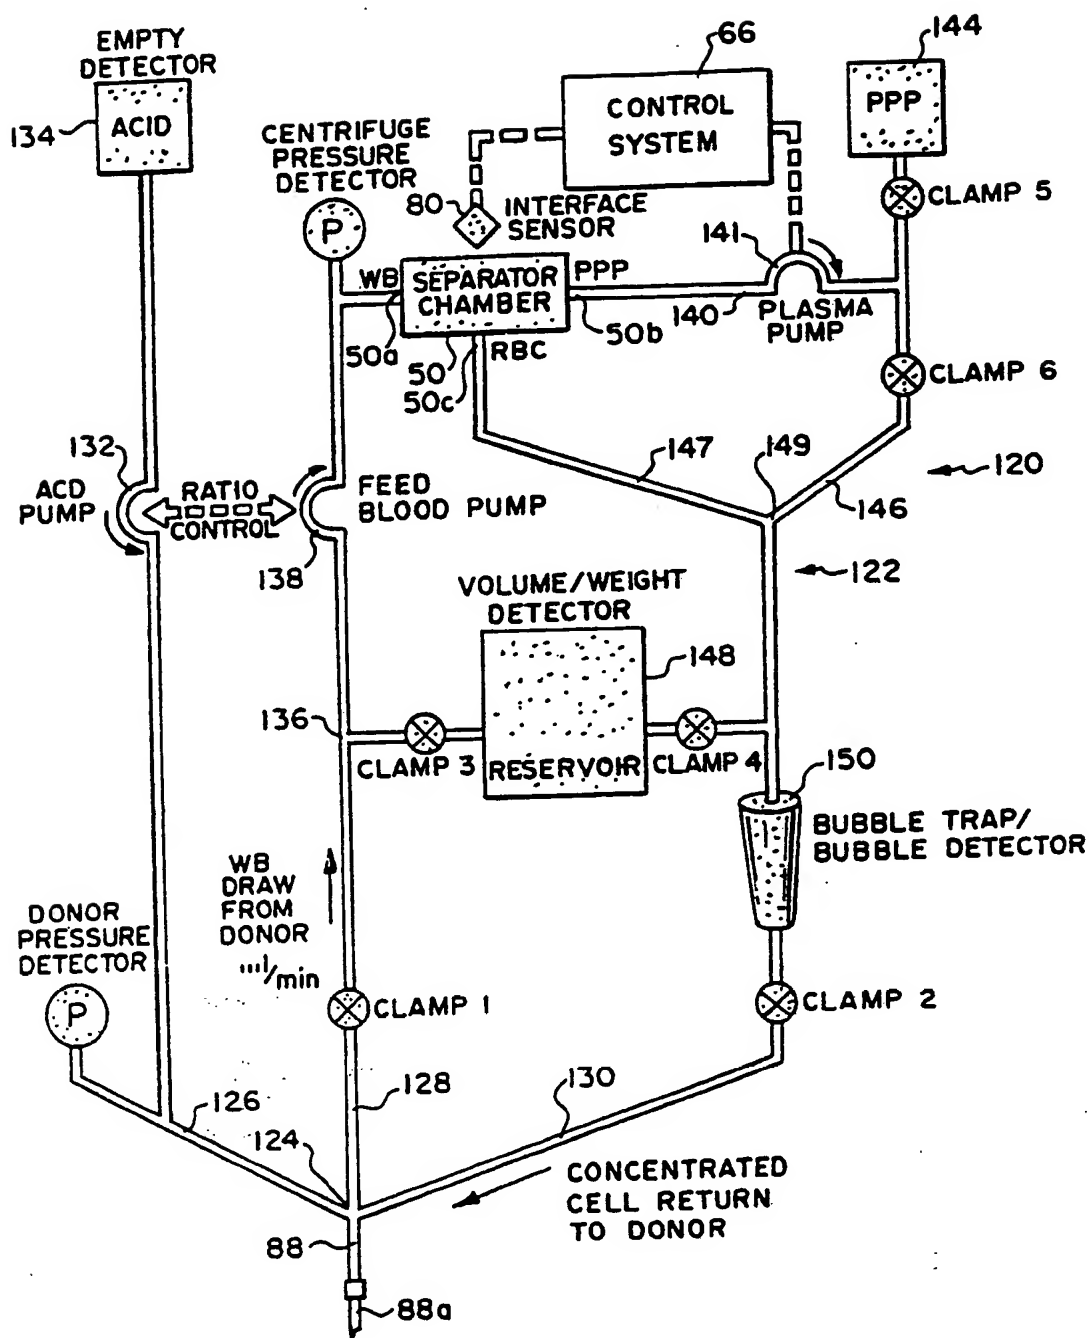 EMPTY
DETECTOR
134
ACID
CENTRIFUGE
PRESSURE
DETECTOR
P
66
CONTROL
SYSTEM
144
PPP
CLAMP 5
80
INTERFACE
SENSOR
141
WB
SEPARATOR
CHAMBER
PPP
50a
50
50b
140
PLASMA
PUMP
RBC
50c
CLAMP 6
132
ACD
PUMP
RATIO
CONTROL
FEED
BLOOD PUMP
138
147
149
146
120
122
VOLUME/WEIGHT
DETECTOR
148
136
CLAMP 3
RESERVOIR
CLAMP 4
150
BUBBLE TRAP/
BUBBLE DETECTOR
WB
DRAW
FROM
DONOR
/min
DONOR
PRESSURE
DETECTOR
P
CLAMP 1
CLAMP 2
128
130
126
124
CONCENTRATED
CELL RETURN
TO DONOR
88
88a